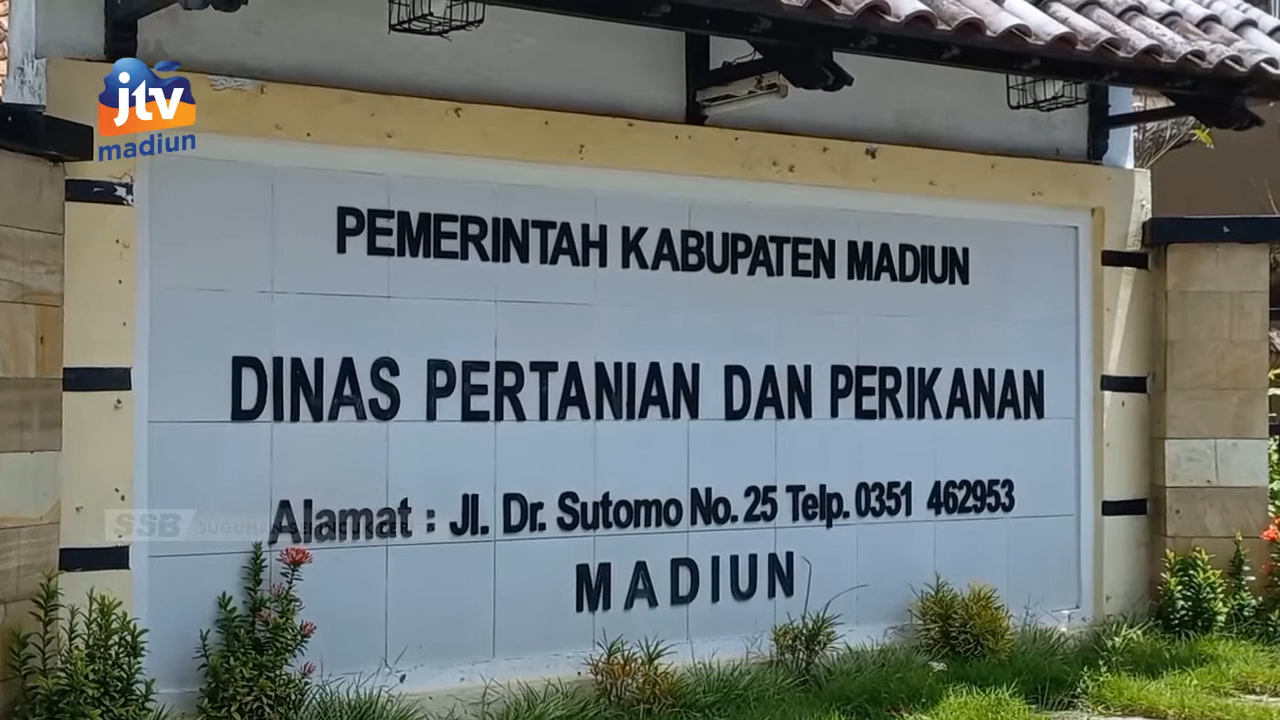 jtv
madiun
PEMERINTAH KABUPATEN MADIUN
DINAS PERTANIAN DAN PERIKANAN
Alamat : Jl. Dr. Sutomo No. 25 Telp. 0351 462953
SSB
MADIUN